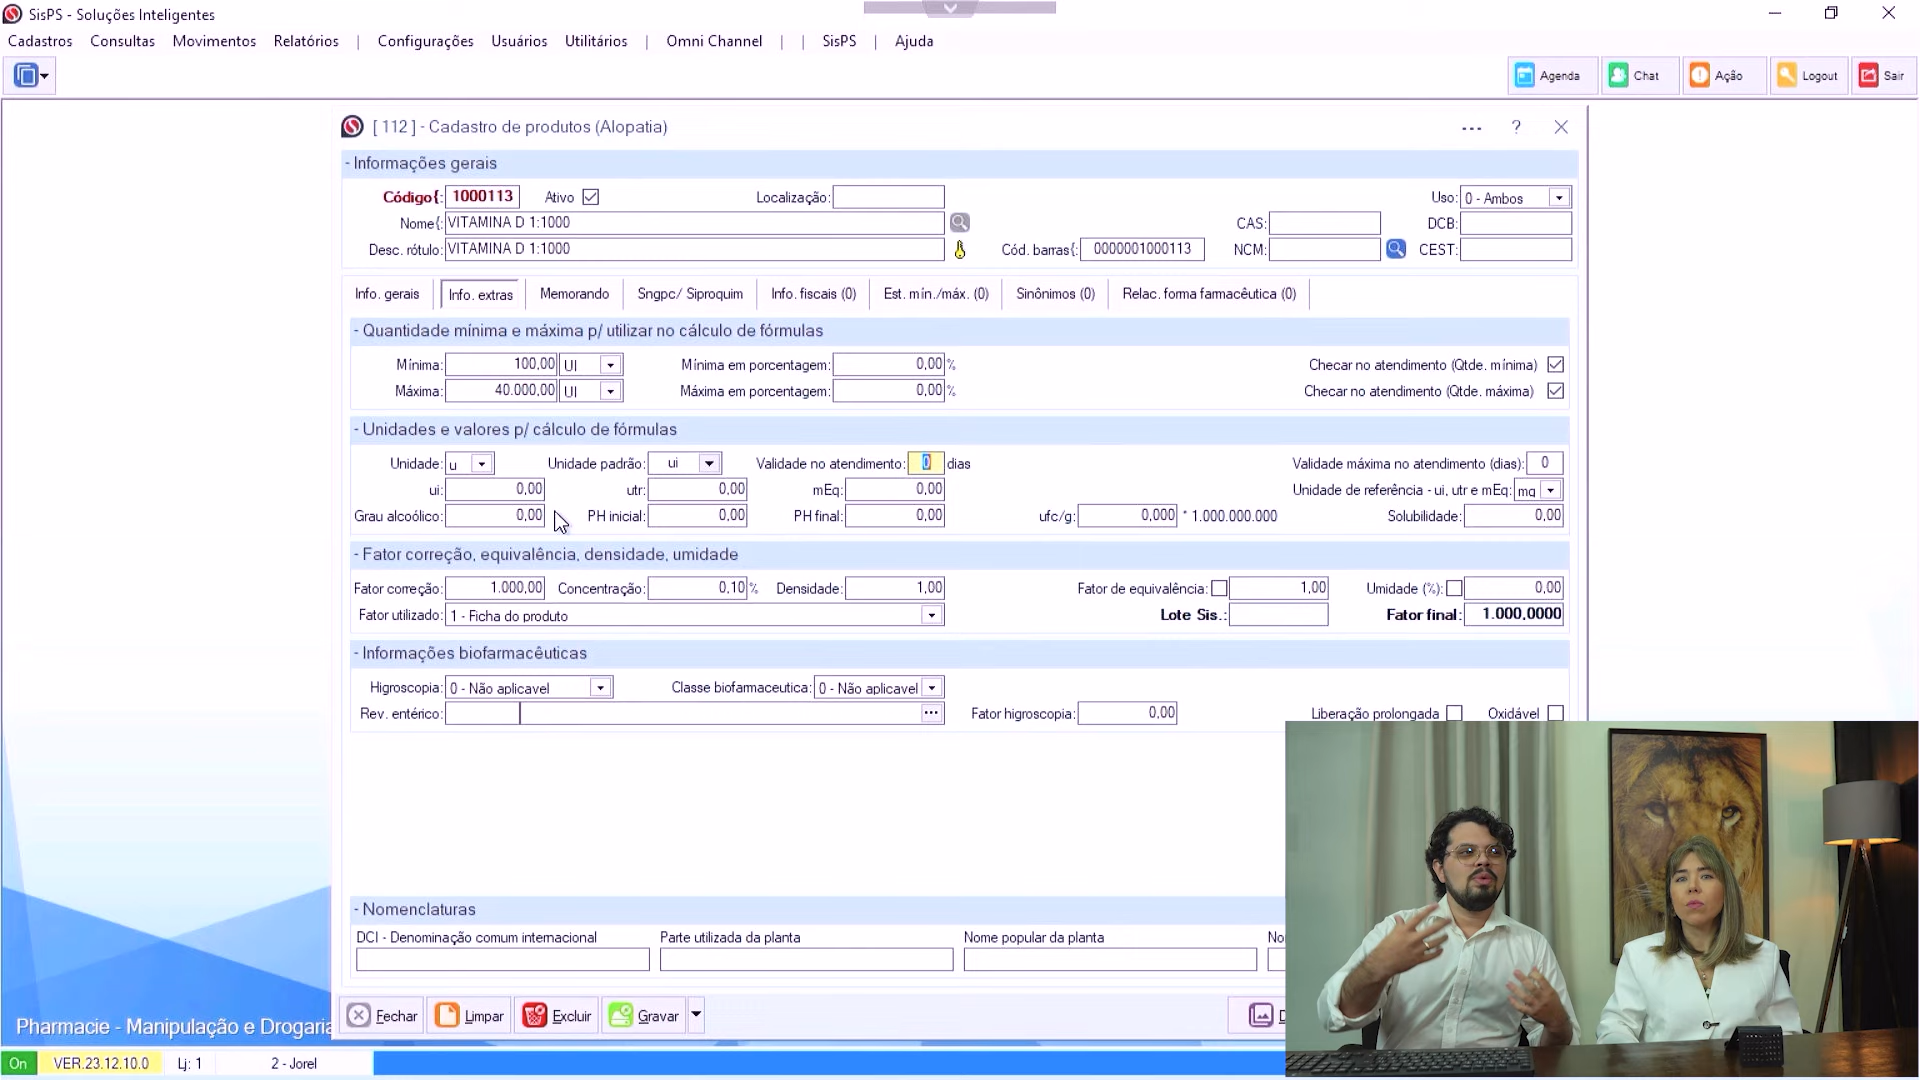 SisPS - Soluções Inteligentes
Cadastros Consultas Movimentos Relatórios | Configurações Usuários Utilitários | Omni Channel | | SisPS | Ajuda
Agenda Chat Ação Logout Sair
[ 112 ] - Cadastro de produtos (Alopatia) ... ?
- Informações gerais
Código{: 1000113 Ativo Localização: Uso: 0 - Ambos
Nome{: VITAMINA D 1:1000 CAS: DCB:
Desc. rótulo: VITAMINA D 1:1000 Cód. barras{: 0000001000113 NCM: CEST:
Info. gerais Info. extras Memorando Sngpc/ Siproquim Info. fiscais (0) Est. mín./máx. (0) Sinônimos (0) Relac. forma farmacêutica (0)
- Quantidade mínima e máxima p/ utilizar no cálculo de fórmulas
Mínima: 100,00 UI Mínima em porcentagem: 0,00 % Checar no atendimento (Qtde. mínima)
Máxima: 40.000,00 UI Máxima em porcentagem: 0,00 % Checar no atendimento (Qtde. máxima)
- Unidades e valores p/ cálculo de fórmulas
Unidade: u Unidade padrão: ui Validade no atendimento: 0 dias Validade máxima no atendimento (dias): 0
ui: 0,00 utr: 0,00 mEq: 0,00 Unidade de referência - ui, utr e mEq: mg
Grau alcoólico: 0,00 PH inicial: 0,00 PH final: 0,00 ufc/g: 0,000 * 1.000.000.000 Solubilidade: 0,00
- Fator correção, equivalência, densidade, umidade
Fator correção: 1.000,00 Concentração: 0,10 % Densidade: 1,00 Fator de equivalência: 1,00 Umidade (%): 0,00
Fator utilizado: 1 - Ficha do produto Lote Sis.: Fator final: 1.000,0000
- Informações biofarmacêuticas
Higroscopia: 0 - Não aplicavel Classe biofarmaceutica: 0 - Não aplicavel
Rev. entérico: ... Fator higroscopia: 0,00 Liberação prolongada Oxidável
- Nomenclaturas
DCI - Denominação comum internacional Parte utilizada da planta Nome popular da planta No
Fechar Limpar Excluir Gravar D
Pharmacie - Manipulação e Drogaria
On VER.23.12.10.0 Lj: 1 2 - Jorel